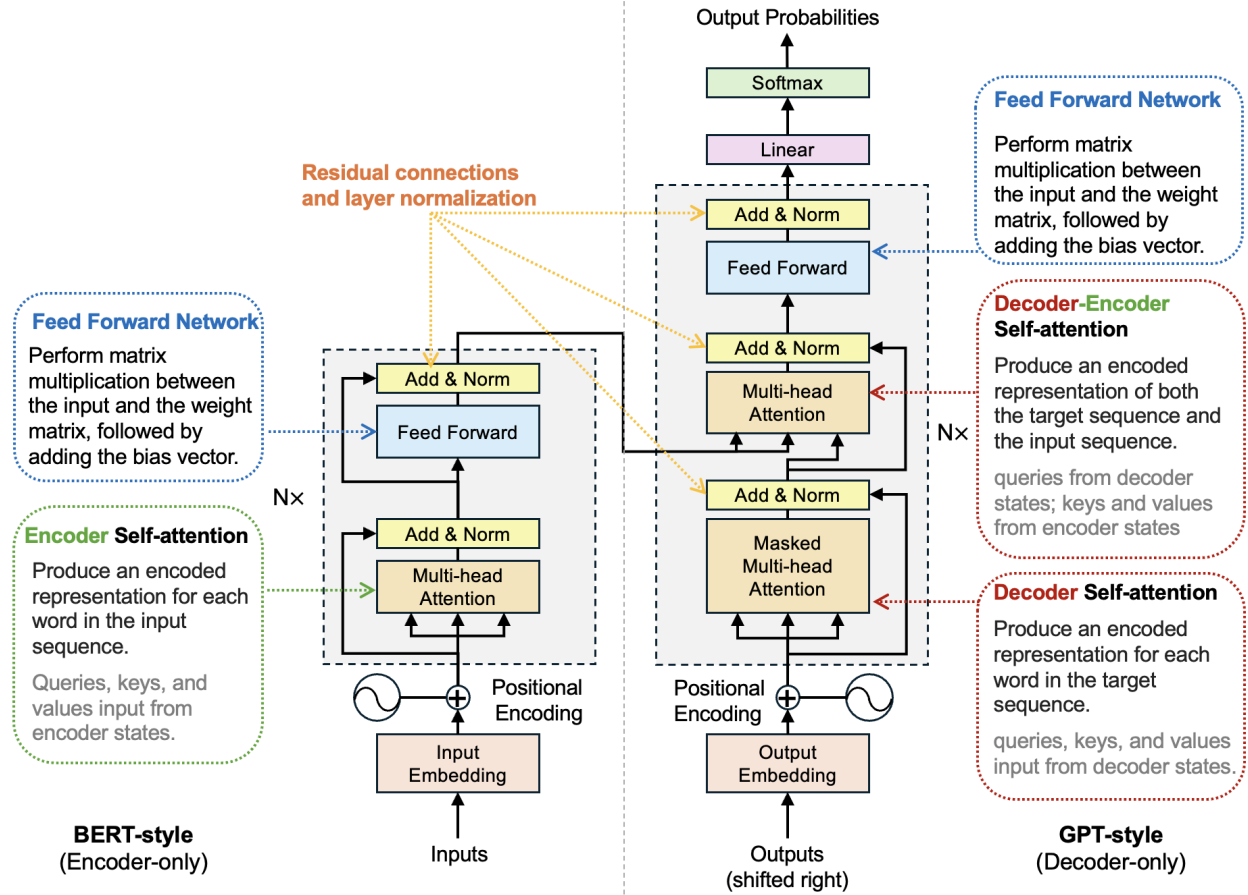 Output Probabilities
Softmax
Linear
Add & Norm
Feed Forward
Add & Norm
Multi-head
Attention
Add & Norm
Masked
Multi-head
Attention
N×
Positional
Encoding
Output
Embedding
Outputs
(shifted right)
Residual connections
and layer normalization
Add & Norm
Feed Forward
Add & Norm
Multi-head
Attention
N×
Positional
Encoding
Input
Embedding
Inputs
Feed Forward Network
Perform matrix
multiplication between
the input and the weight
matrix, followed by
adding the bias vector.
Encoder Self-attention
Produce an encoded
representation for each
word in the input
sequence.
Queries, keys, and
values input from
encoder states.
BERT-style
(Encoder-only)
Feed Forward Network
Perform matrix
multiplication between
the input and the weight
matrix, followed by
adding the bias vector.
Decoder-Encoder
Self-attention
Produce an encoded
representation of both
the target sequence and
the input sequence.
queries from decoder
states; keys and values
from encoder states
Decoder Self-attention
Produce an encoded
representation for each
word in the target
sequence.
queries, keys, and values
input from decoder states.
GPT-style
(Decoder-only)